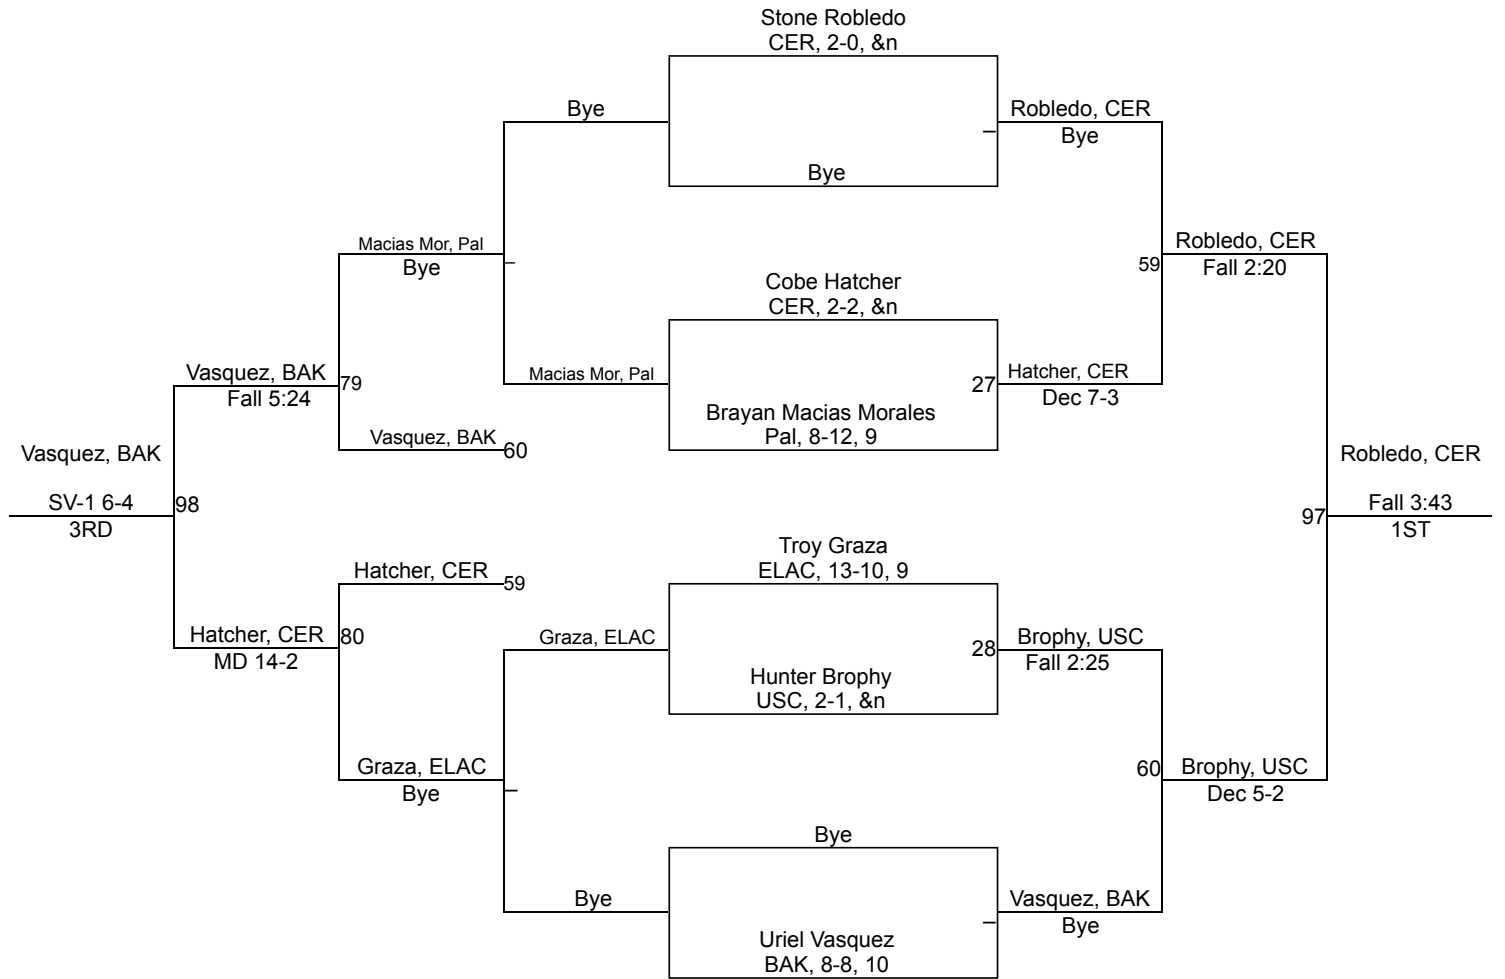 Stone Robledo
CER, 2-0, &n
Bye
Robledo, CER
Bye
Bye
Macias Mor, Pal
Bye
Robledo, CER
Fall 2:20
59
Cobe Hatcher
CER, 2-2, &n
Vasquez, BAK
Fall 5:24
79
Macias Mor, Pal
27
Hatcher, CER
Dec 7-3
Brayan Macias Morales
Pal, 8-12, 9
Vasquez, BAK
60
Vasquez, BAK
SV-1 6-4
3RD
98
Robledo, CER
97
Fall 3:43
1ST
Troy Graza
ELAC, 13-10, 9
Hatcher, CER
59
Hatcher, CER
MD 14-2
80
Graza, ELAC
28
Brophy, USC
Fall 2:25
Hunter Brophy
USC, 2-1, &n
Graza, ELAC
Bye
60
Brophy, USC
Dec 5-2
Bye
Bye
Vasquez, BAK
Bye
Uriel Vasquez
BAK, 8-8, 10